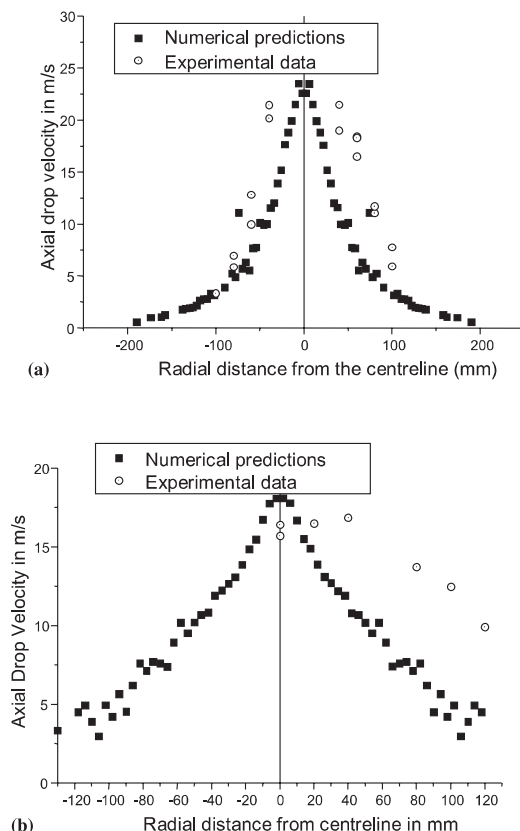 30
Numerical predictions
Experimental data
25
20
15
10
5
0
Axial drop velocity in m/s
-200 -100 0 100 200
Radial distance from the centreline (mm)
(a)
20
Numerical predictions
Experimental data
15
10
5
0
Axial Drop Velocity in m/s
-120 -100 -80 -60 -40 -20 0 20 40 60 80 100 120
Radial distance from centreline in mm
(b)